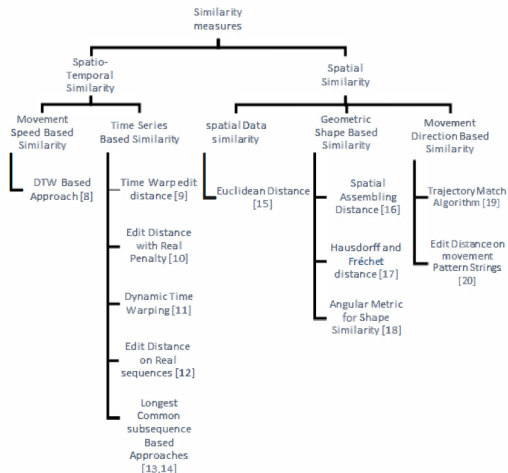 Similarity
measures
Spatio-
Temporal
Similarity
Spatial
Similarity
Movement
Speed Based
Similarity
Time Series
Based Similarity
spatial Data
similarity
Geometric
Shape Based
Similarity
Movement
Direction Based
Similarity
DTW Based
Approach [8]
Time Warp edit
distance [9]
Edit Distance
with Real
Penalty [10]
Dynamic Time
Warping [11]
Edit Distance
on Real
sequences [12]
Longest
Common
subsequence
Based
Approaches
[13,14]
Euclidean Distance
[15]
Spatial
Assembling
Distance [16]
Hausdorff and
Fréchet
distance [17]
Angular Metric
for Shape
Similarity [18]
Trajectory Match
Algorithm [19]
Edit Distance on
movement
Pattern Strings
[20]